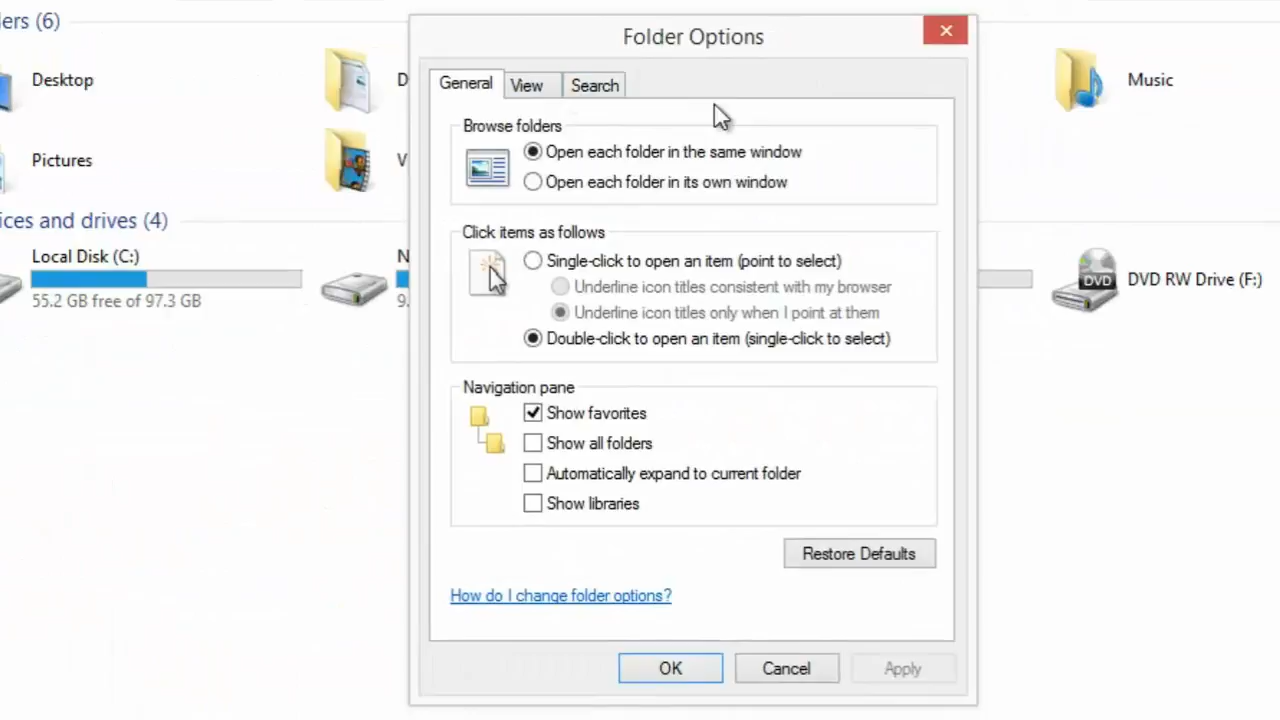 ers (6)
Desktop
D
Music
Pictures
V
ices and drives (4)
Local Disk (C:)
55.2 GB free of 97.3 GB
N
9.
DVD
DVD RW Drive (F:)
Folder Options
General
View
Search
Browse folders
Open each folder in the same window
Open each folder in its own window
Click items as follows
Single-click to open an item (point to select)
Underline icon titles consistent with my browser
Underline icon titles only when I point at them
Double-click to open an item (single-click to select)
Navigation pane
Show favorites
Show all folders
Automatically expand to current folder
Show libraries
Restore Defaults
How do I change folder options?
OK
Cancel
Apply